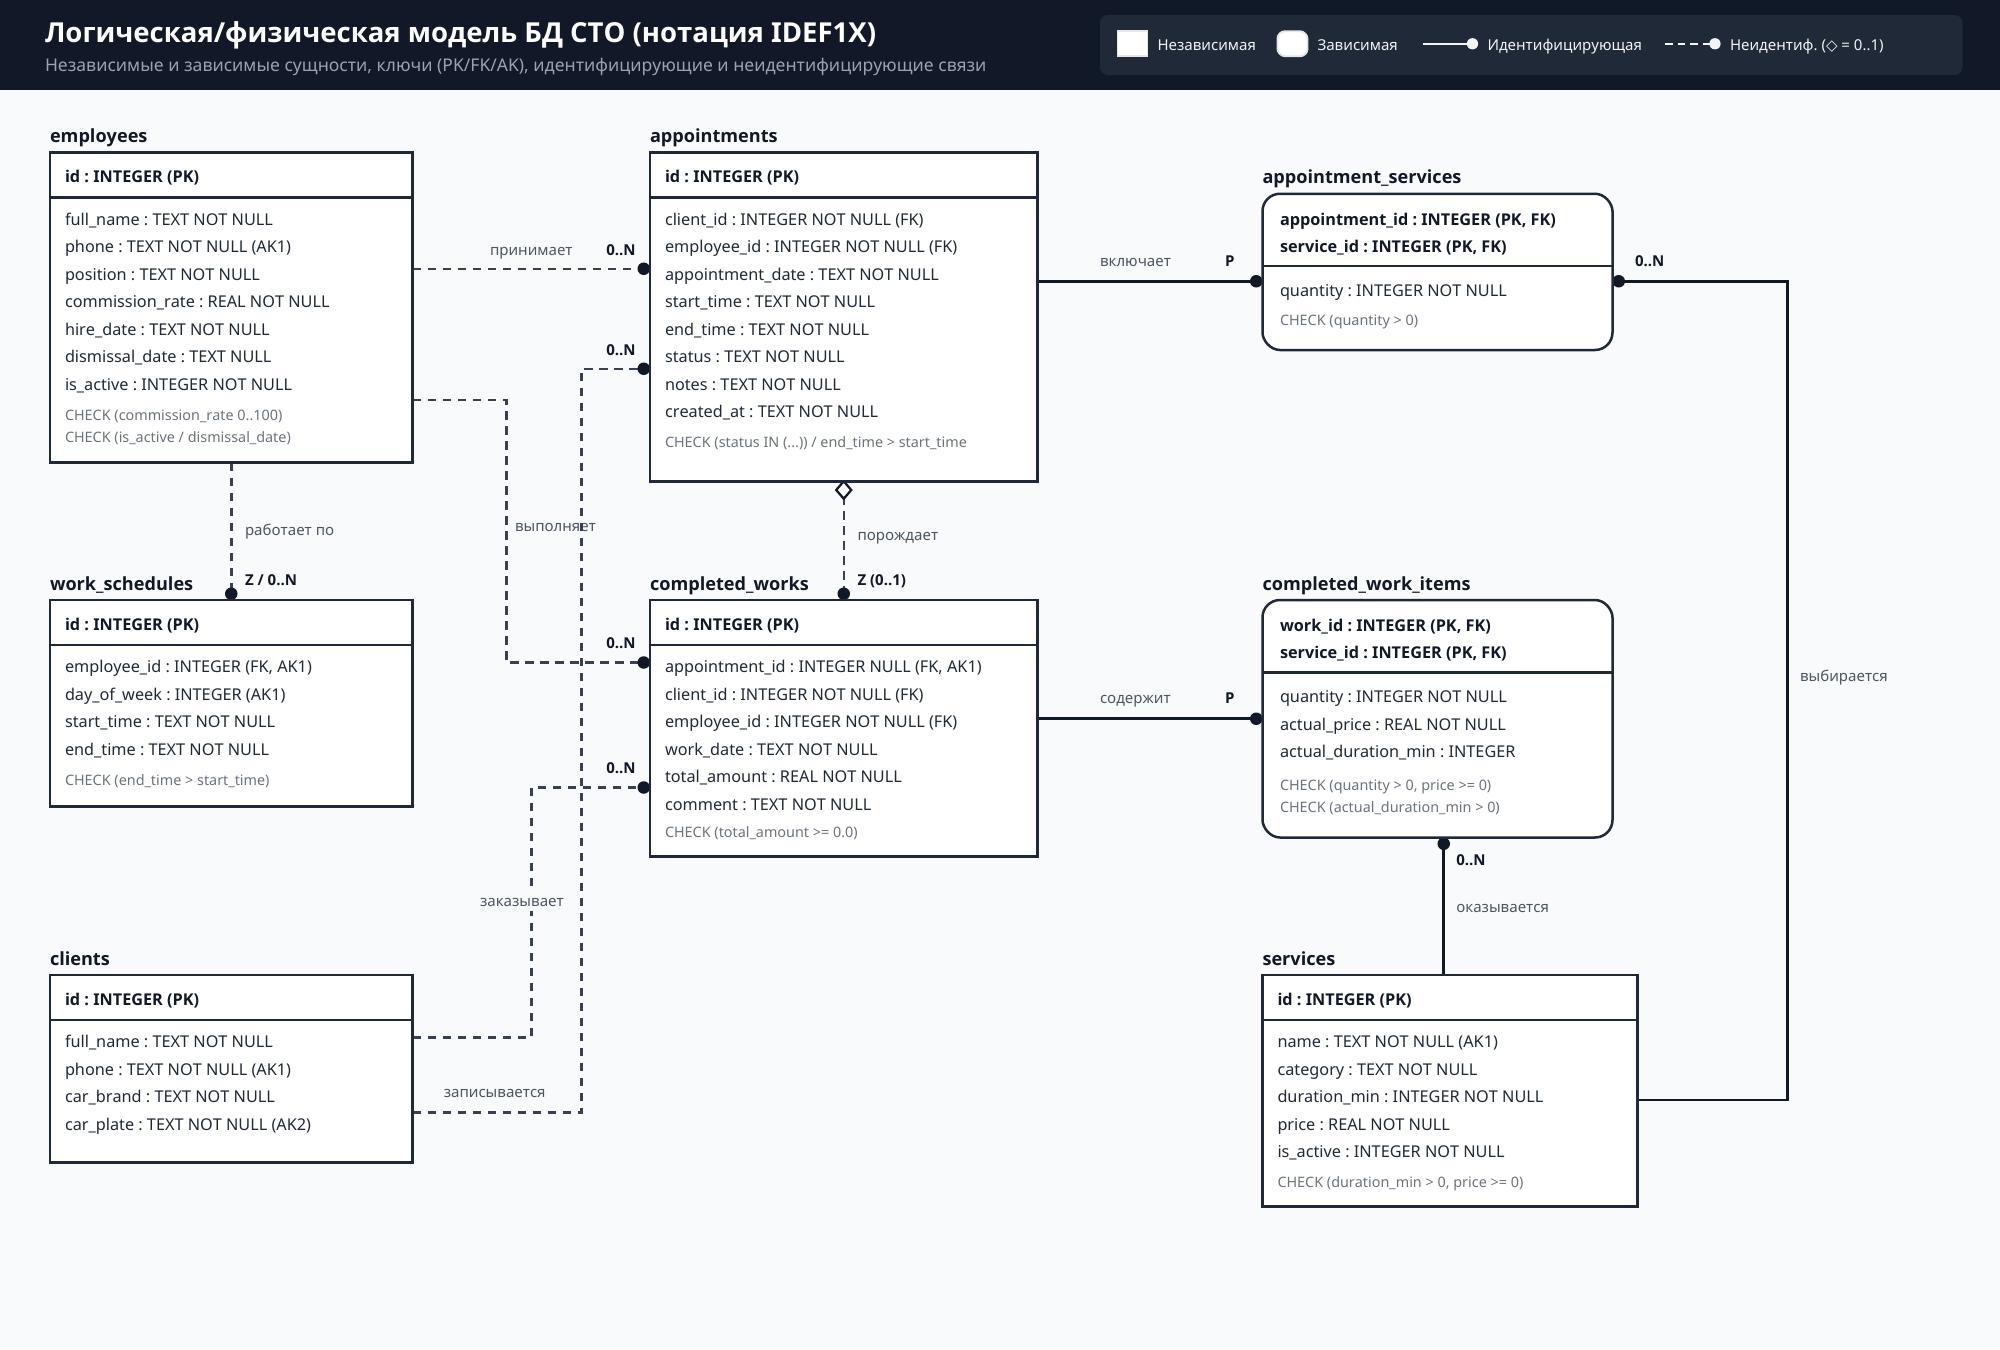 Логическая/физическая модель БД СТО (нотация IDEF1X)
Независимые и зависимые сущности, ключи (PK/FK/AK), идентифицирующие и неидентифицирующие связи
Независимая
Зависимая
Идентифицирующая
Неидентиф. (◇ = 0..1)
employees
id : INTEGER (PK)
full_name : TEXT NOT NULL
phone : TEXT NOT NULL (AK1)
position : TEXT NOT NULL
commission_rate : REAL NOT NULL
hire_date : TEXT NOT NULL
dismissal_date : TEXT NULL
is_active : INTEGER NOT NULL
CHECK (commission_rate 0..100)
CHECK (is_active / dismissal_date)
принимает
0..N
0..N
appointments
id : INTEGER (PK)
client_id : INTEGER NOT NULL (FK)
employee_id : INTEGER NOT NULL (FK)
appointment_date : TEXT NOT NULL
start_time : TEXT NOT NULL
end_time : TEXT NOT NULL
status : TEXT NOT NULL
notes : TEXT NOT NULL
created_at : TEXT NOT NULL
CHECK (status IN (...)) / end_time > start_time
включает
P
appointment_services
appointment_id : INTEGER (PK, FK)
service_id : INTEGER (PK, FK)
quantity : INTEGER NOT NULL
CHECK (quantity > 0)
0..N
работает по
Z / 0..N
выполняет
порождает
Z (0..1)
work_schedules
id : INTEGER (PK)
employee_id : INTEGER (FK, AK1)
day_of_week : INTEGER (AK1)
start_time : TEXT NOT NULL
end_time : TEXT NOT NULL
CHECK (end_time > start_time)
0..N
0..N
completed_works
id : INTEGER (PK)
appointment_id : INTEGER NULL (FK, AK1)
client_id : INTEGER NOT NULL (FK)
employee_id : INTEGER NOT NULL (FK)
work_date : TEXT NOT NULL
total_amount : REAL NOT NULL
comment : TEXT NOT NULL
CHECK (total_amount >= 0.0)
содержит
P
completed_work_items
work_id : INTEGER (PK, FK)
service_id : INTEGER (PK, FK)
quantity : INTEGER NOT NULL
actual_price : REAL NOT NULL
actual_duration_min : INTEGER
CHECK (quantity > 0, price >= 0)
CHECK (actual_duration_min > 0)
выбирается
0..N
оказывается
заказывает
clients
id : INTEGER (PK)
full_name : TEXT NOT NULL
phone : TEXT NOT NULL (AK1)
car_brand : TEXT NOT NULL
car_plate : TEXT NOT NULL (AK2)
записывается
services
id : INTEGER (PK)
name : TEXT NOT NULL (AK1)
category : TEXT NOT NULL
duration_min : INTEGER NOT NULL
price : REAL NOT NULL
is_active : INTEGER NOT NULL
CHECK (duration_min > 0, price >= 0)